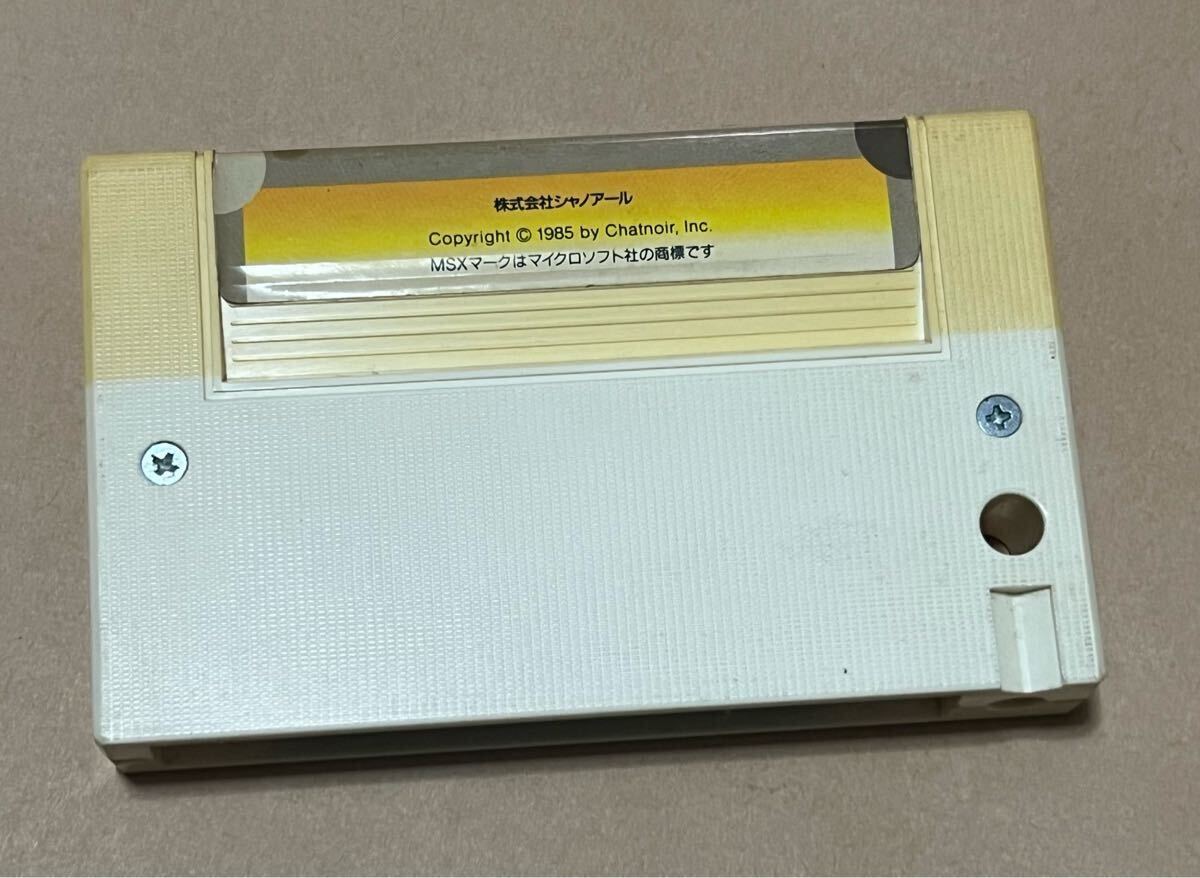 株式会社シャノアール
Copyright © 1985 by Chatnoir, Inc.
MSXマークはマイクロソフト社の商標です